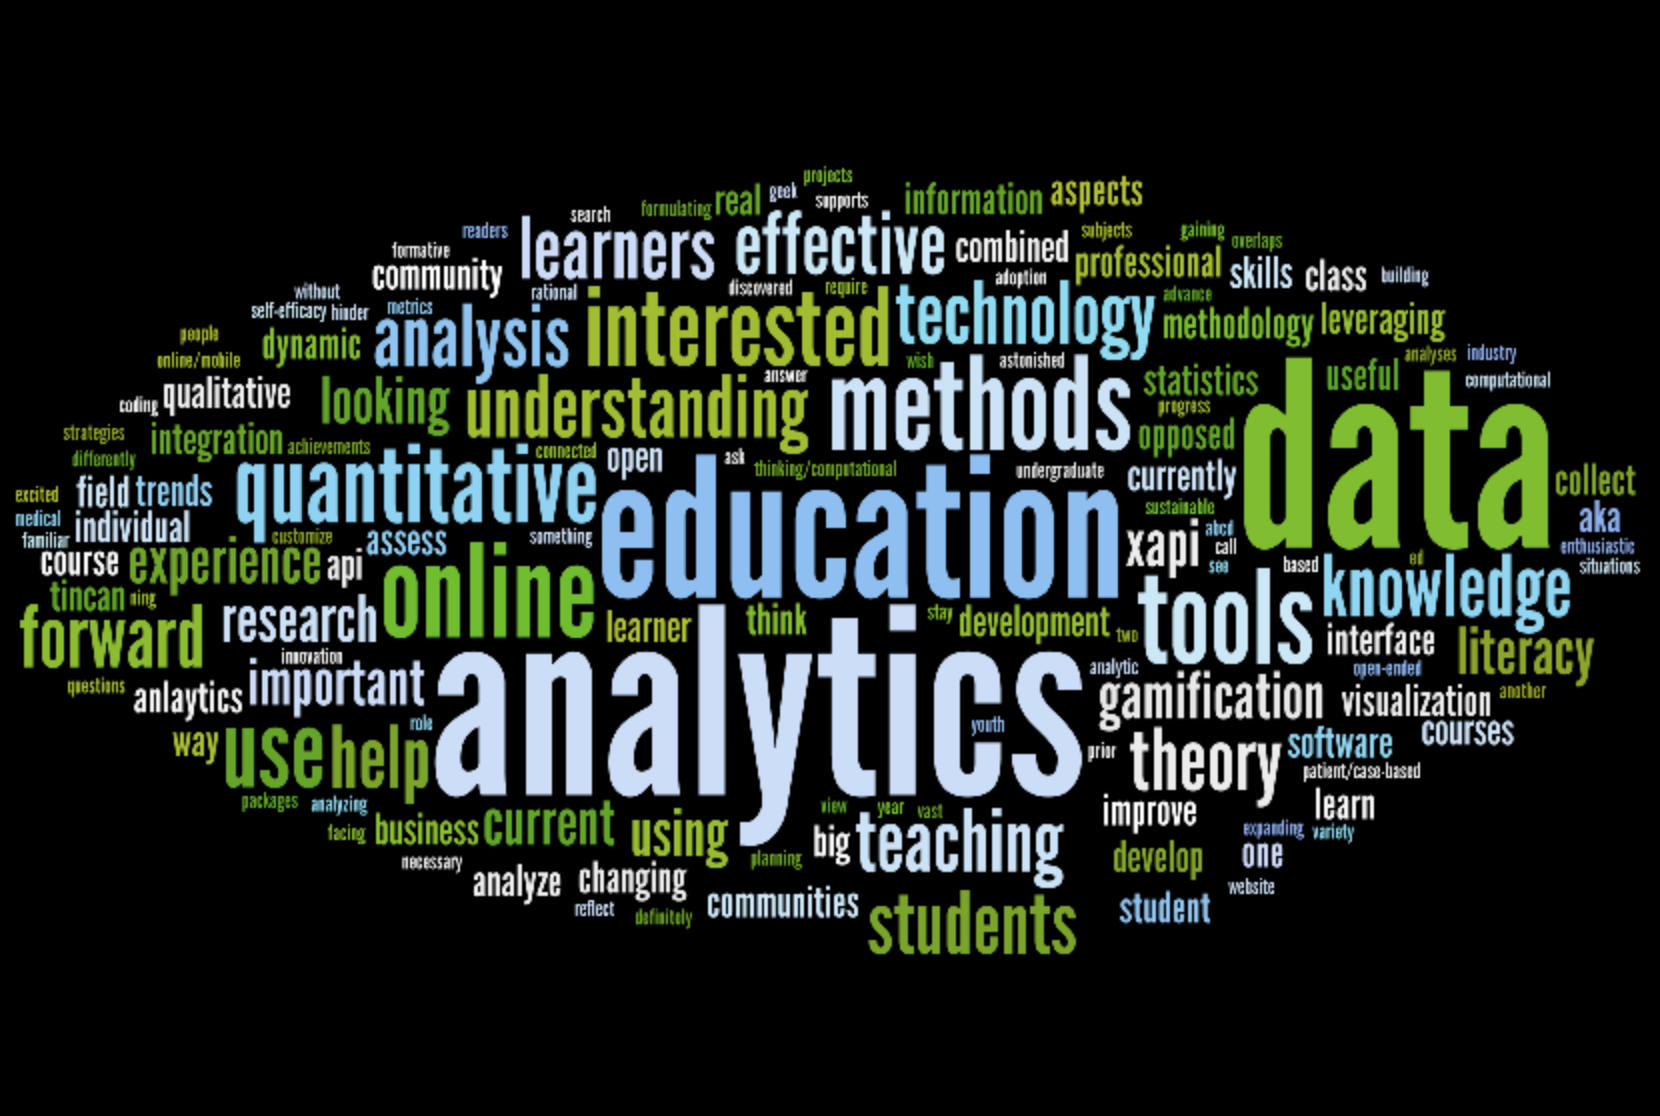 projects
real geek supports information aspects
search formulating
readers learners effective combined subjects gaining overlaps
formative
community professional skills class building
discovered require adoption
without rational interested technology advance
self-efficacy hinder metrics
people dynamic analysis methodology leveraging
online/mobile wish astonished analyses industry
answer
coding qualitative looking understanding methods statistics useful computational
progress
strategies integration achievements opposed data
differently connected open ask thinking/computational undergraduate currently
excited field trends quantitative education sustainable collect
medical individual customize assess something xapi abcd aka
familiar call enthusiastic
course experience api online see based ed knowledge situations
tincan ning
forward research learner think stay development two tools interface literacy
innovation
questions anlaytics important analytics analytic open-ended
gamification visualization another
way use help role youth prior theory software courses
patient/case-based
packages analyzing view year vast improve learn
facing business current using big teaching expanding variety
necessary planning develop one
analyze changing website
reflect definitely communities students student